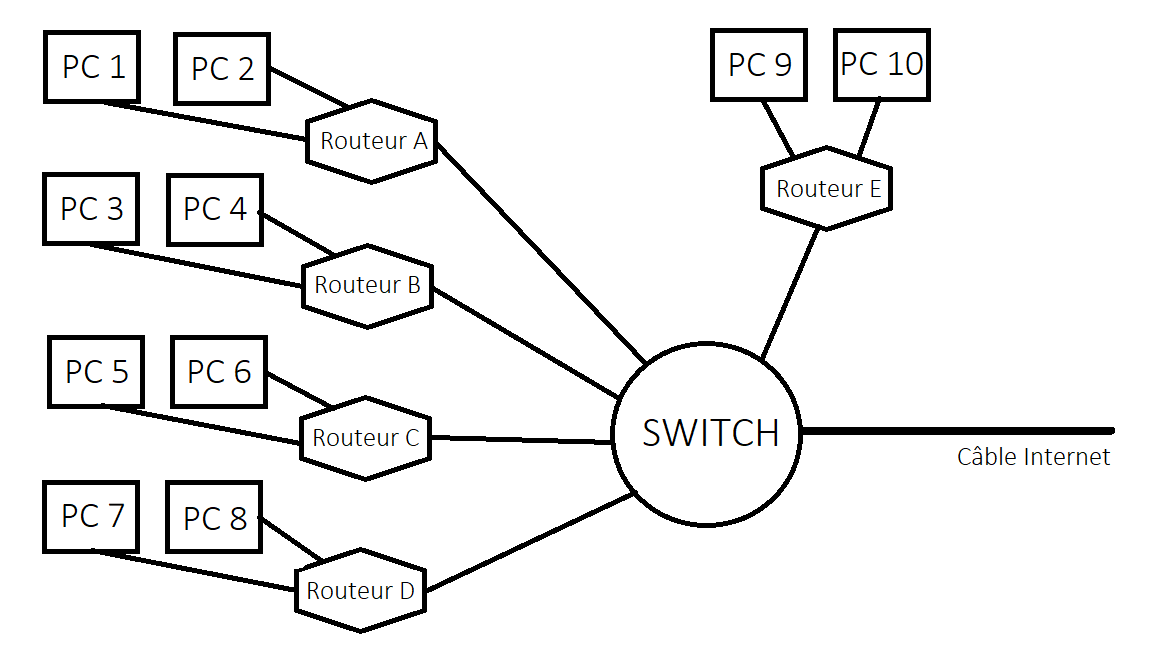 PC 1
PC 2
Routeur A
PC 3
PC 4
Routeur B
PC 5
PC 6
Routeur C
PC 7
PC 8
Routeur D
PC 9
PC 10
Routeur E
SWITCH
Câble Internet